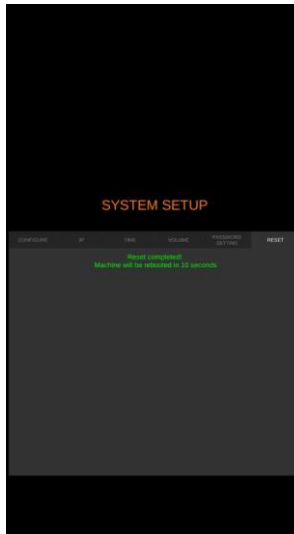 SYSTEM SETUP
CONFIGURE IP TIME VOLUME PASSWORD SETTING RESET
Reset completed!
Machine will be rebooted in 10 seconds